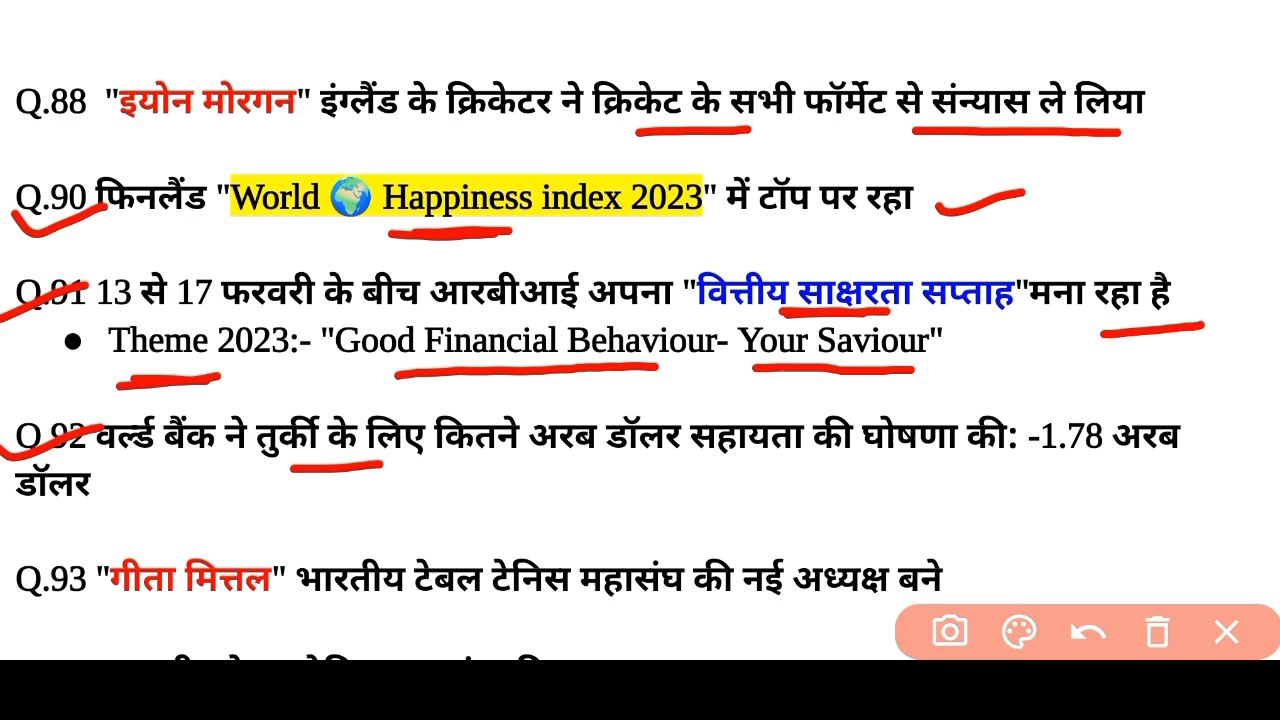 Q.88 "इयोन मोरगन" इंग्लैंड के क्रिकेटर ने क्रिकेट के सभी फॉर्मेट से संन्यास ले लिया
Q.90 फिनलैंड "World 🌍 Happiness index 2023" में टॉप पर रहा
Q.91 13 से 17 फरवरी के बीच आरबीआई अपना "वित्तीय साक्षरता सप्ताह"मना रहा है
● Theme 2023:- "Good Financial Behaviour- Your Saviour"
Q 92 वर्ल्ड बैंक ने तुर्की के लिए कितने अरब डॉलर सहायता की घोषणा की: -1.78 अरब
डॉलर
Q.93 "गीता मित्तल" भारतीय टेबल टेनिस महासंघ की नई अध्यक्ष बने